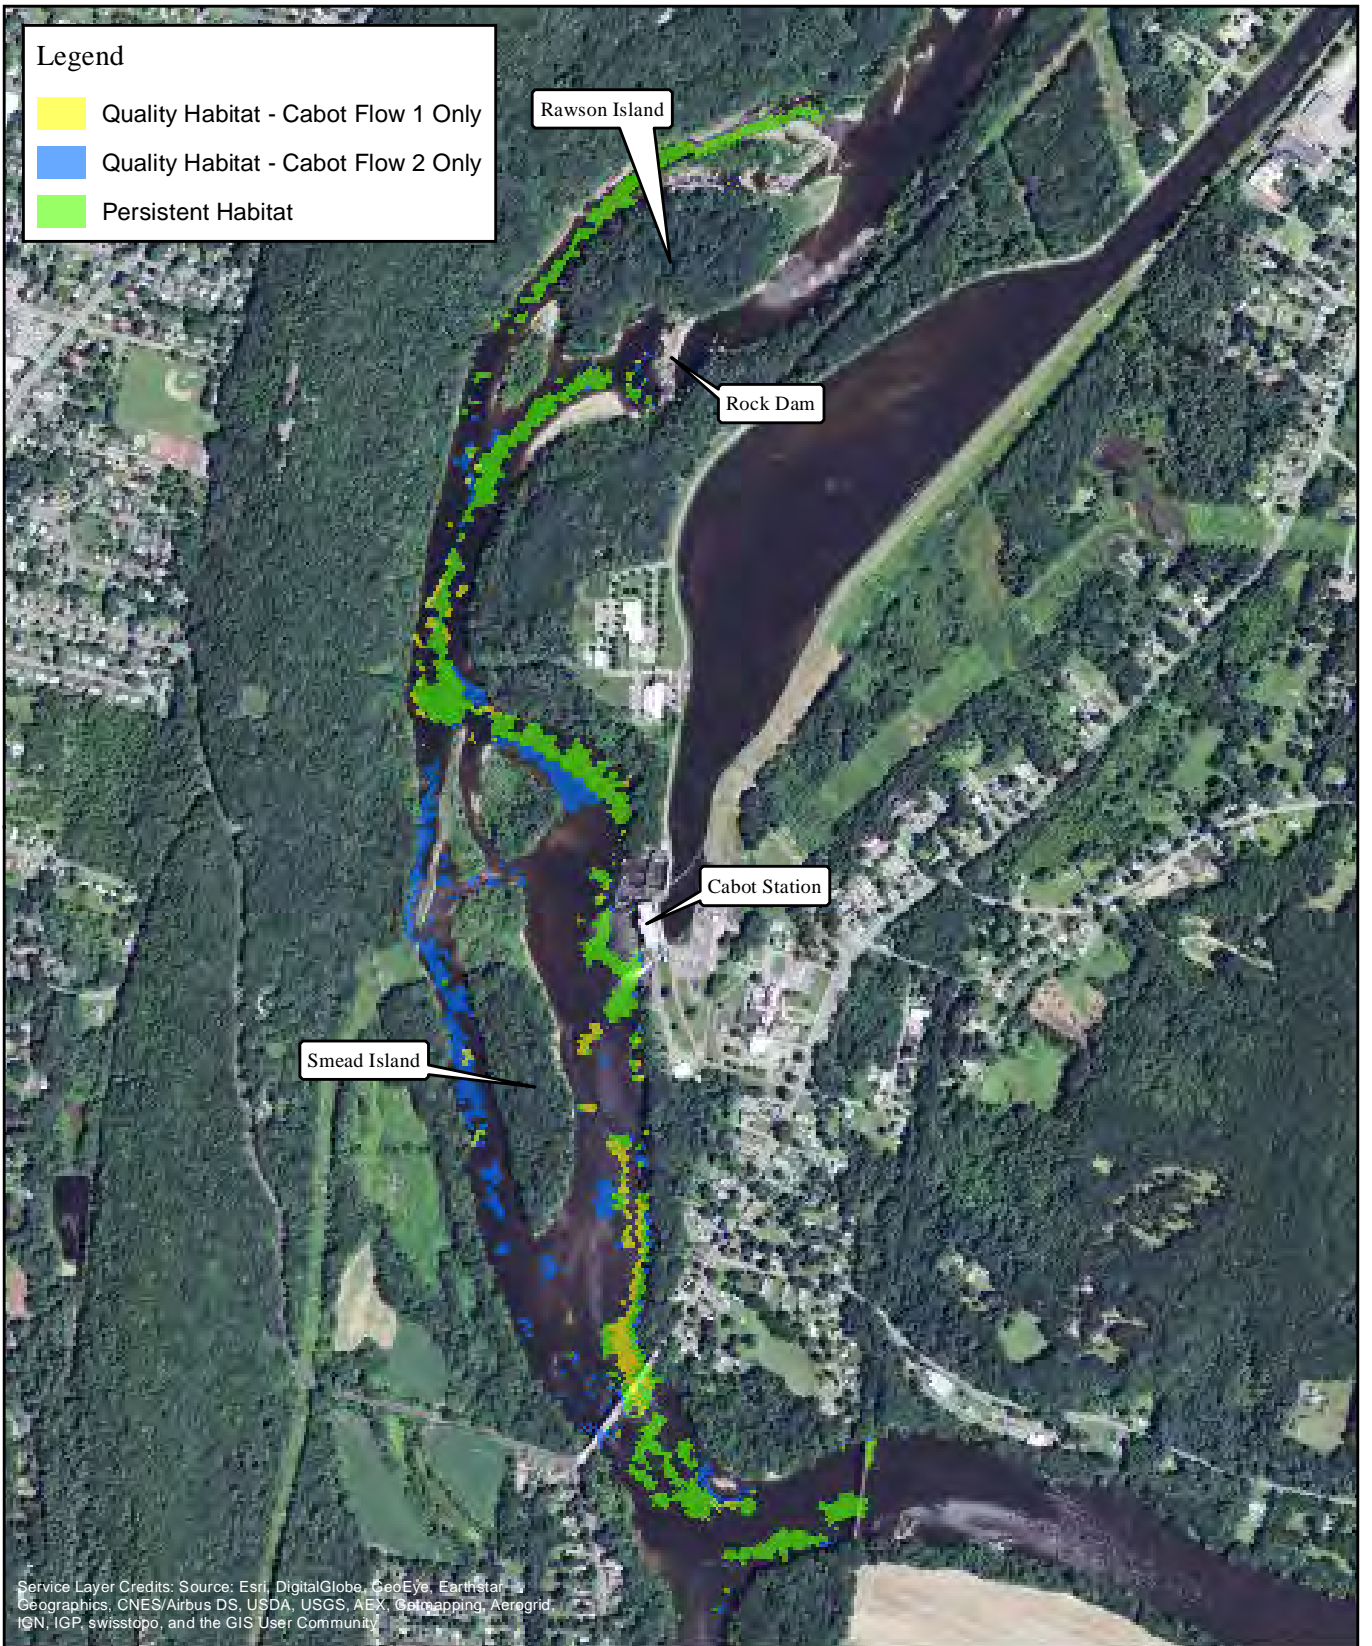 Legend
Quality Habitat - Cabot Flow 1 Only
Quality Habitat - Cabot Flow 2 Only
Persistent Habitat
Rawson Island
Rock Dam
Cabot Station
Smead Island
Service Layer Credits: Source: Esri, DigitalGlobe, GeoEye, Earthstar
Geographics, CNES/Airbus DS, USDA, USGS, AEX, Getmapping, Aerogrid,
IGN, IGP, swisstopo, and the GIS User Community